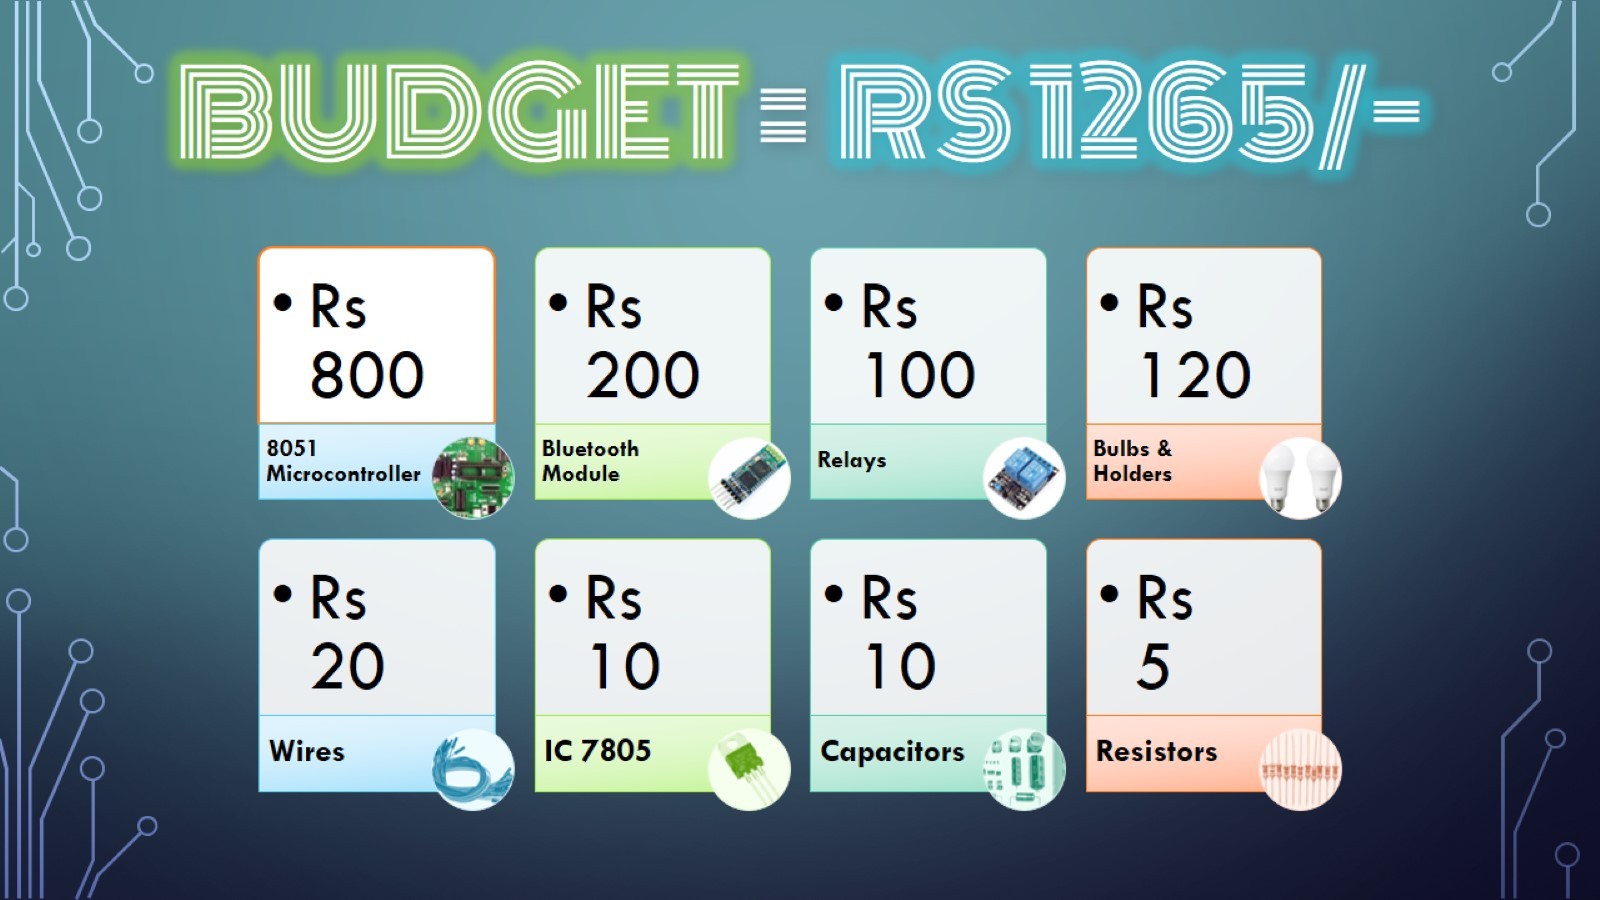 BUDGET = RS 1265/=
• Rs
800
8051
Microcontroller
• Rs
200
Bluetooth
Module
• Rs
100
Relays
• Rs
120
Bulbs &
Holders
• Rs
20
Wires
• Rs
10
IC 7805
• Rs
10
Capacitors
• Rs
5
Resistors